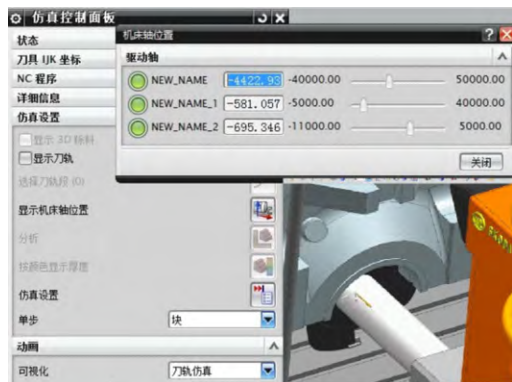 仿真控制面板
状态
刀具 IJK 坐标
NC 程序
详细信息
仿真设置
显示 3D 标料
显示刀轨
选择刀轨段 (0)
显示机床轴位置
分析
按颜色显示厚度
仿真设置
单步 块
动画
可视化 刀轨仿真
机床轴位置
驱动轴
NEW_NAME -4422.93 -40000.00 50000.00
NEW_NAME_1 -581.057 -5000.00 40000.00
NEW_NAME_2 -695.346 -11000.00 5000.00
关闭